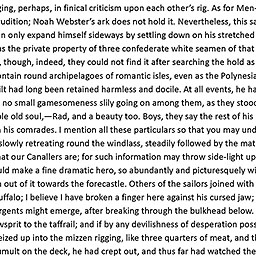 ging, perhaps, in finical criticism upon each other's rig. As for Men-
udition; Noah Webster's ark does not hold it. Nevertheless, this sa
n only expand himself sideways by settling down on his stretched
as the private property of three confederate white seamen of that
, though, indeed, they could not find it after searching the hold as
ontain round archipelagoes of romantic isles, even as the Polynesia
ilt had long been retained harmless and docile. At all events, he ha
no small gamesomeness slily going on among them, as they stood
ole old soul,—Rad, and a beauty too. Boys, they say the rest of his
his comrades. I mention all these particulars so that you may und
slowly retreating round the windlass, steadily followed by the mat
hat our Canallers are; for such information may throw side-light up
uld make a fine dramatic hero, so abundantly and picturesquely wi
n out of it towards the forecastle. Others of the sailors joined with
uffalo; I believe I have broken a finger here against his cursed jaw;
rgents might emerge, after breaking through the bulkhead below.
wsprit to the taffrail; and if by any devilishness of desperation poss
eized up into the mizzen rigging, like three quarters of meat, and th
umult on the deck, he had crept out, and thus far had watched the